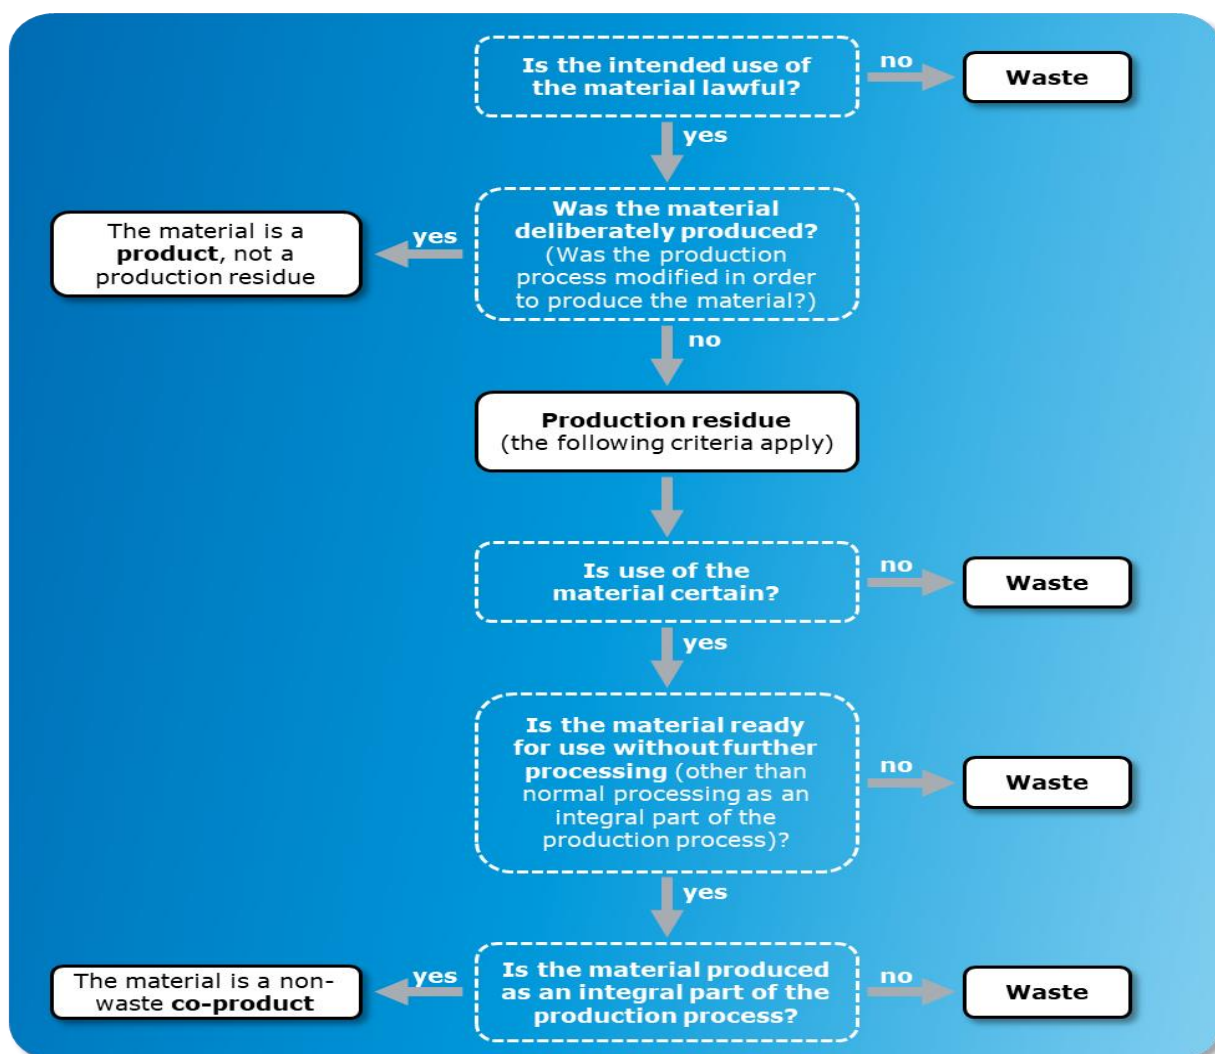 Is the intended use of
the material lawful?
no
Waste
yes
Was the material
deliberately produced?
(Was the production
process modified in order
to produce the material?)
yes
The material is a
product, not a
production residue
no
Production residue
(the following criteria apply)
Is use of the
material certain?
no
Waste
yes
Is the material ready
for use without further
processing (other than
normal processing as an
integral part of the
production process)?
no
Waste
yes
Is the material produced
as an integral part of the
production process?
yes
The material is a non-
waste co-product
no
Waste